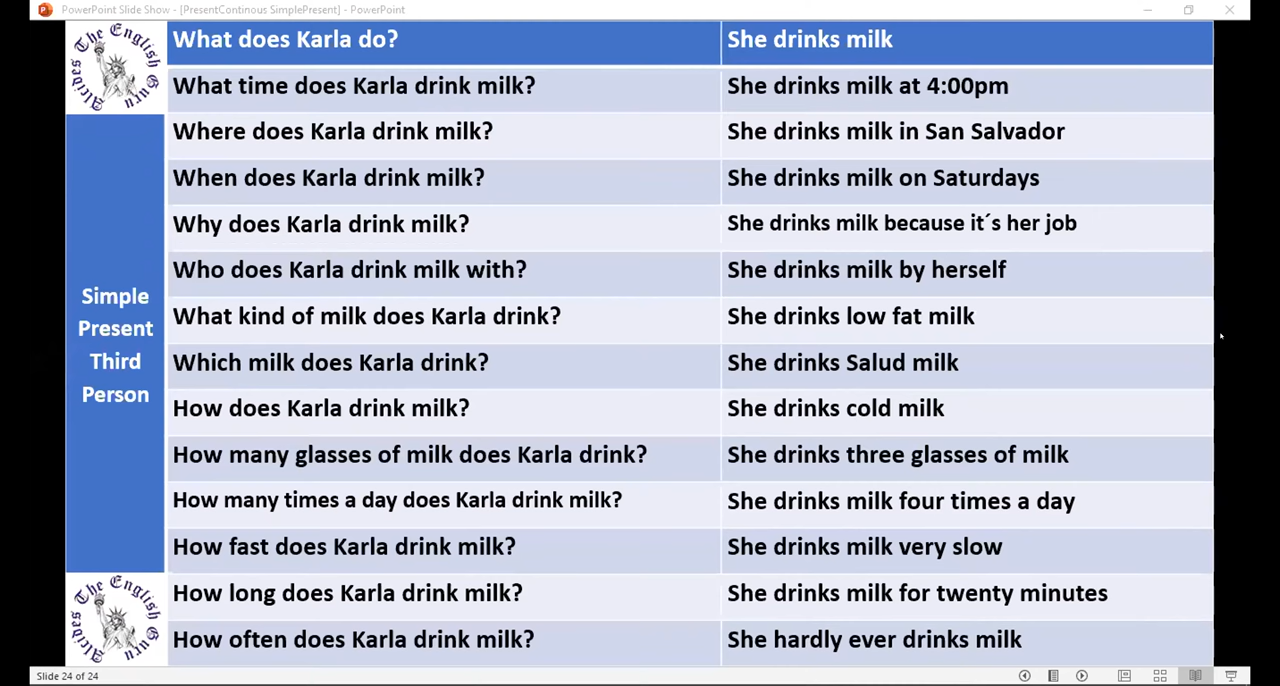 PowerPoint Slide Show - [PresentContinous SimplePresent] - PowerPoint
Alcides The English Guru
What does Karla do? She drinks milk
What time does Karla drink milk? She drinks milk at 4:00pm
Where does Karla drink milk? She drinks milk in San Salvador
When does Karla drink milk? She drinks milk on Saturdays
Why does Karla drink milk? She drinks milk because it´s her job
Who does Karla drink milk with? She drinks milk by herself
What kind of milk does Karla drink? She drinks low fat milk
Which milk does Karla drink? She drinks Salud milk
How does Karla drink milk? She drinks cold milk
How many glasses of milk does Karla drink? She drinks three glasses of milk
How many times a day does Karla drink milk? She drinks milk four times a day
How fast does Karla drink milk? She drinks milk very slow
How long does Karla drink milk? She drinks milk for twenty minutes
How often does Karla drink milk? She hardly ever drinks milk
Simple
Present
Third
Person
Alcides The English Guru
Slide 24 of 24